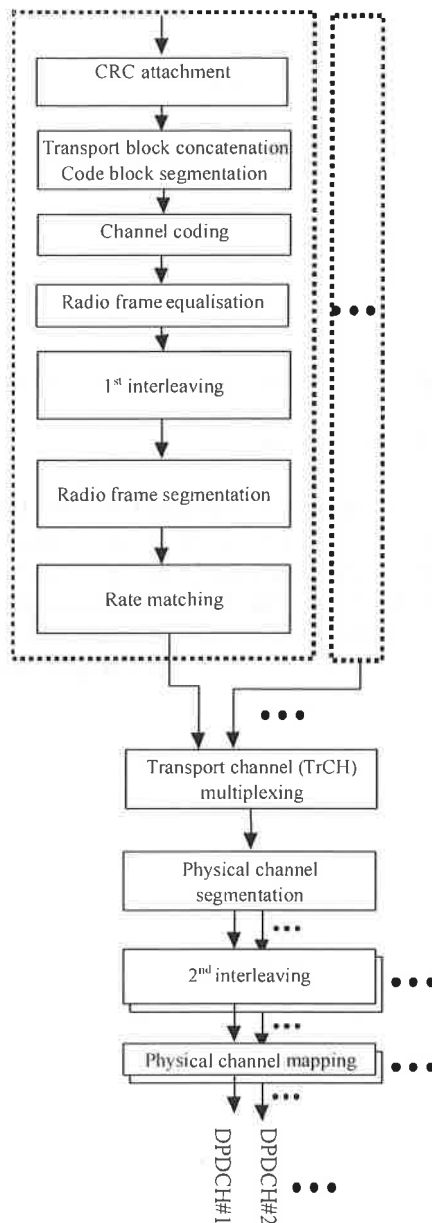 CRC attachment
Transport block concatenation
Code block segmentation
Channel coding
Radio frame equalisation
1st interleaving
Radio frame segmentation
Rate matching
Transport channel (TrCH)
multiplexing
Physical channel
segmentation
2nd interleaving
Physical channel mapping
DPDCH#1
DPDCH#2